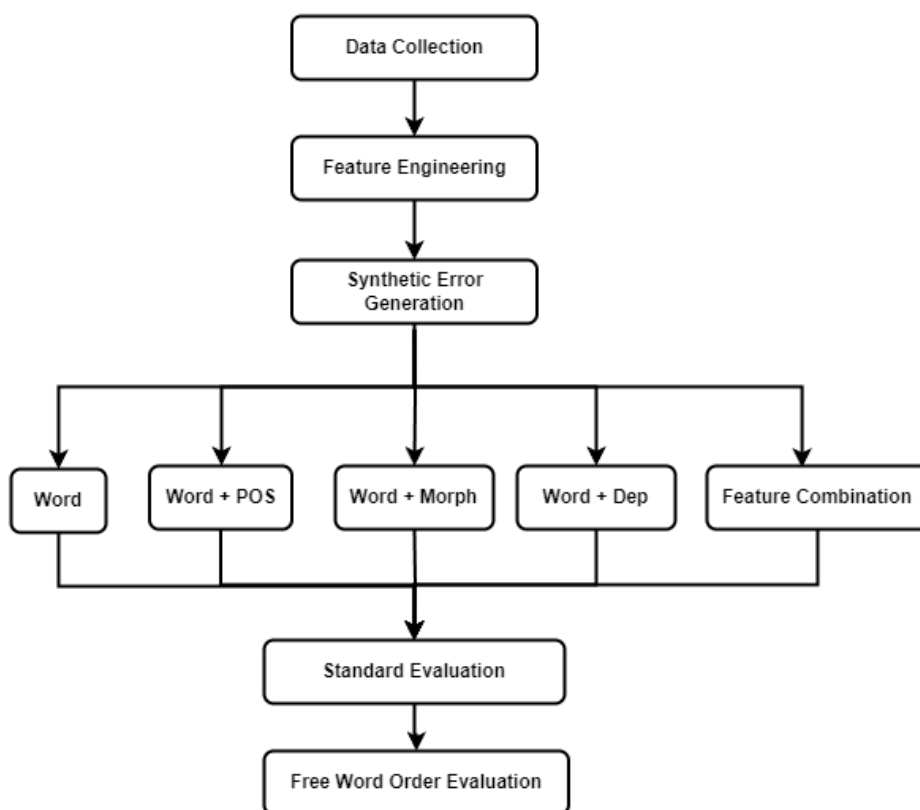 Data Collection
Feature Engineering
Synthetic Error
Generation
Word
Word + POS
Word + Morph
Word + Dep
Feature Combination
Standard Evaluation
Free Word Order Evaluation